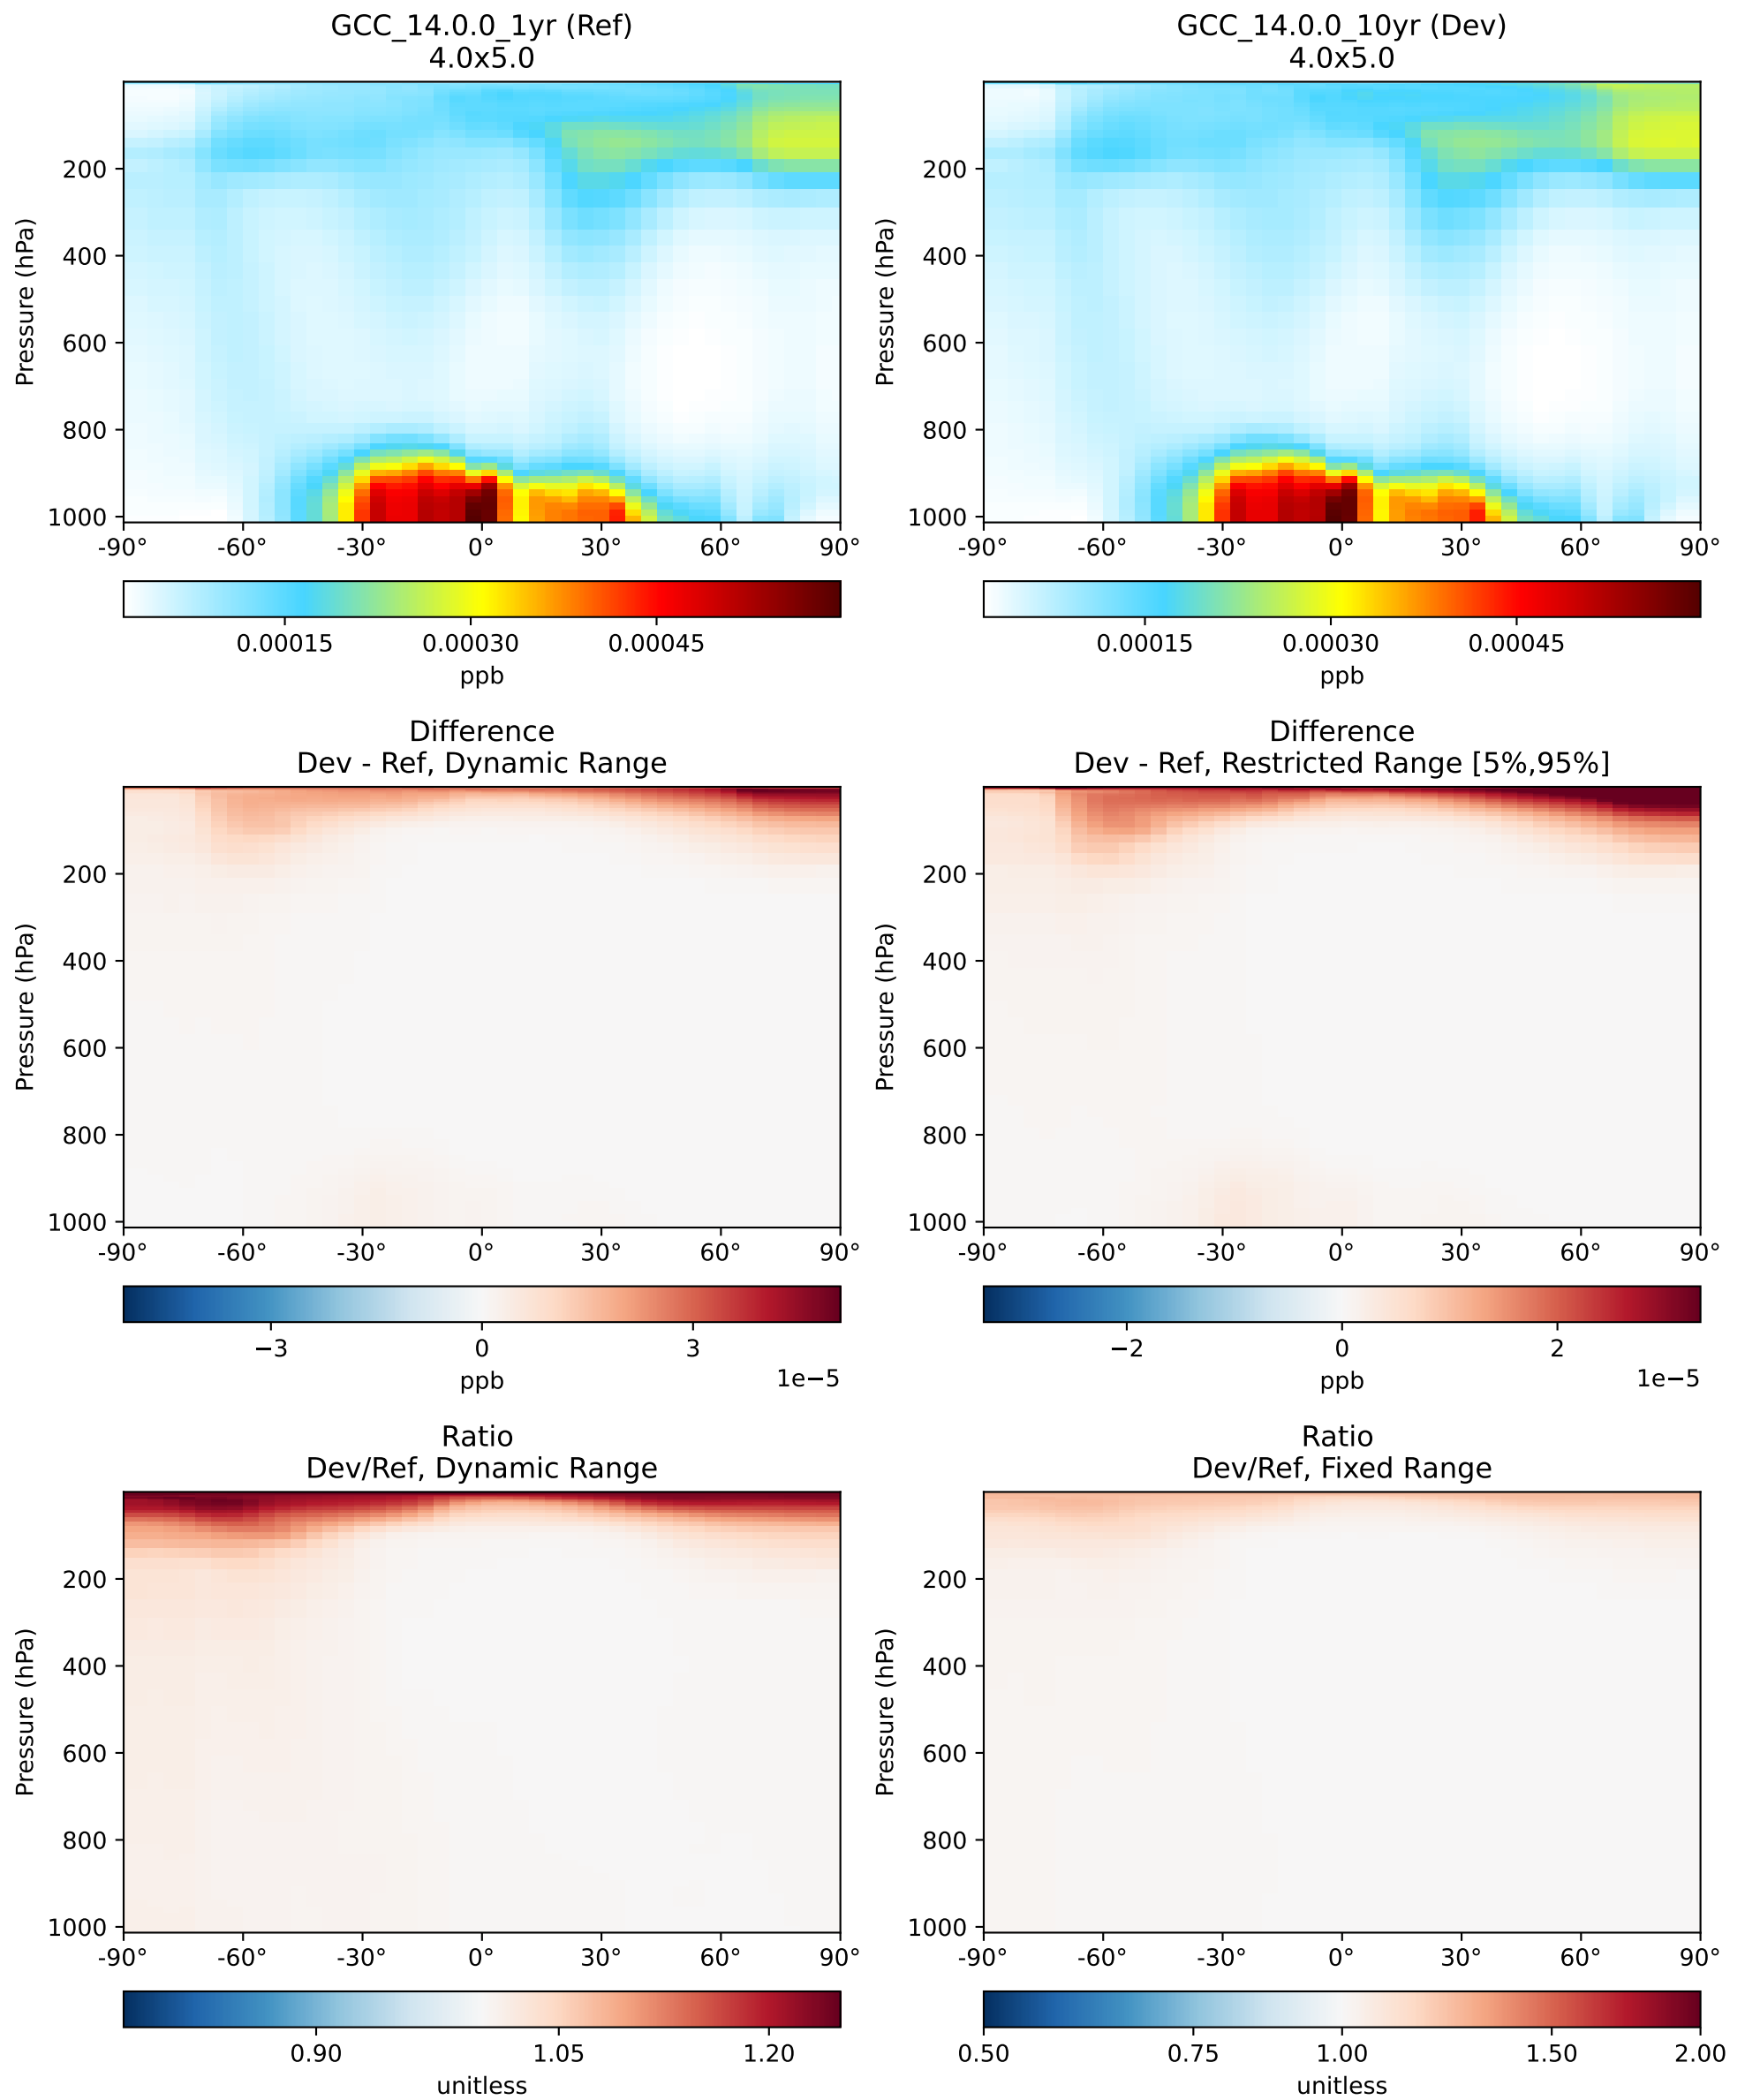 GCC_14.0.0_1yr (Ref)
4.0x5.0
Pressure (hPa)
200
400
600
800
1000
-90° -60° -30° 0° 30° 60° 90°
0.00015 0.00030 0.00045
ppb
GCC_14.0.0_10yr (Dev)
4.0x5.0
Pressure (hPa)
200
400
600
800
1000
-90° -60° -30° 0° 30° 60° 90°
0.00015 0.00030 0.00045
ppb
Difference
Dev - Ref, Dynamic Range
Pressure (hPa)
200
400
600
800
1000
-90° -60° -30° 0° 30° 60° 90°
−3 0 3
ppb 1e−5
Difference
Dev - Ref, Restricted Range [5%,95%]
Pressure (hPa)
200
400
600
800
1000
-90° -60° -30° 0° 30° 60° 90°
−2 0 2
ppb 1e−5
Ratio
Dev/Ref, Dynamic Range
Pressure (hPa)
200
400
600
800
1000
-90° -60° -30° 0° 30° 60° 90°
0.90 1.05 1.20
unitless
Ratio
Dev/Ref, Fixed Range
Pressure (hPa)
200
400
600
800
1000
-90° -60° -30° 0° 30° 60° 90°
0.50 0.75 1.00 1.50 2.00
unitless